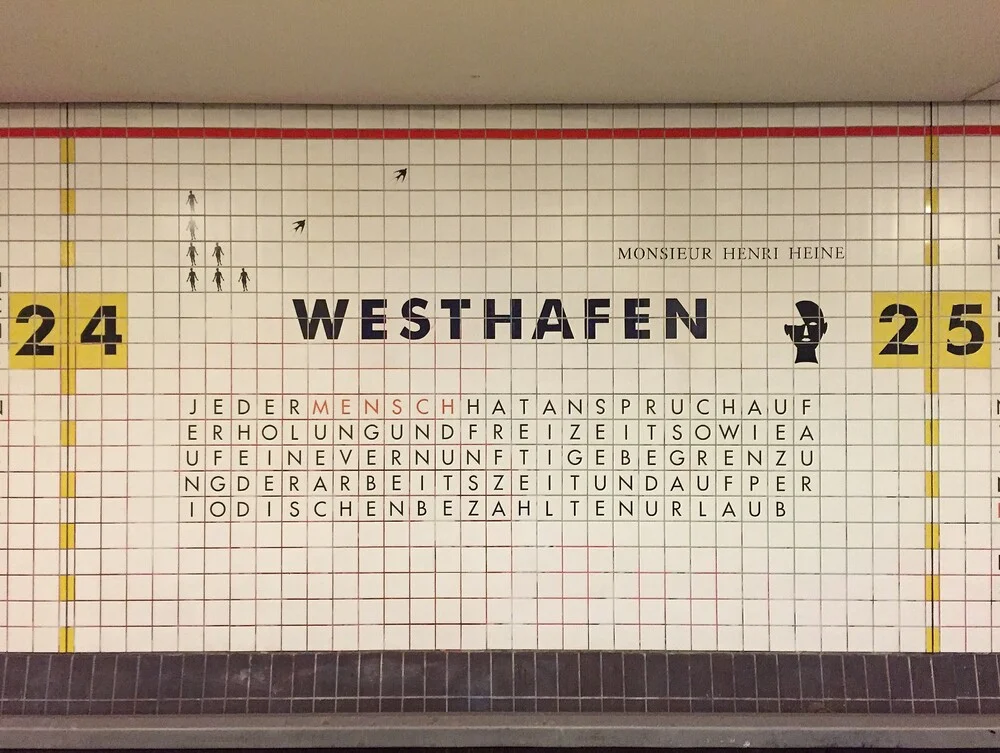 MONSIEUR HENRI HEINE
WESTHAFEN
24
25
JEDERMENSCHHATANSPRUCHAUF
ERHOLUNGUNDFREIZEITSOWIEA
UFEINEVERNUNFTIGEBEGRENZU
NGDERARBEITSZEITUNDAUFPER
IODISCHENBEZAHLTENURLAUB